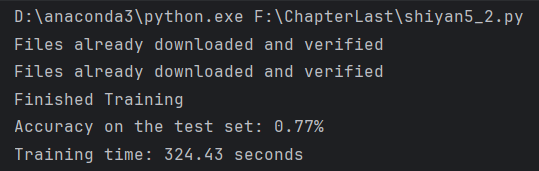 D:\anaconda3\python.exe F:\ChapterLast\shiyan5_2.py
Files already downloaded and verified
Files already downloaded and verified
Finished Training
Accuracy on the test set: 0.77%
Training time: 324.43 seconds